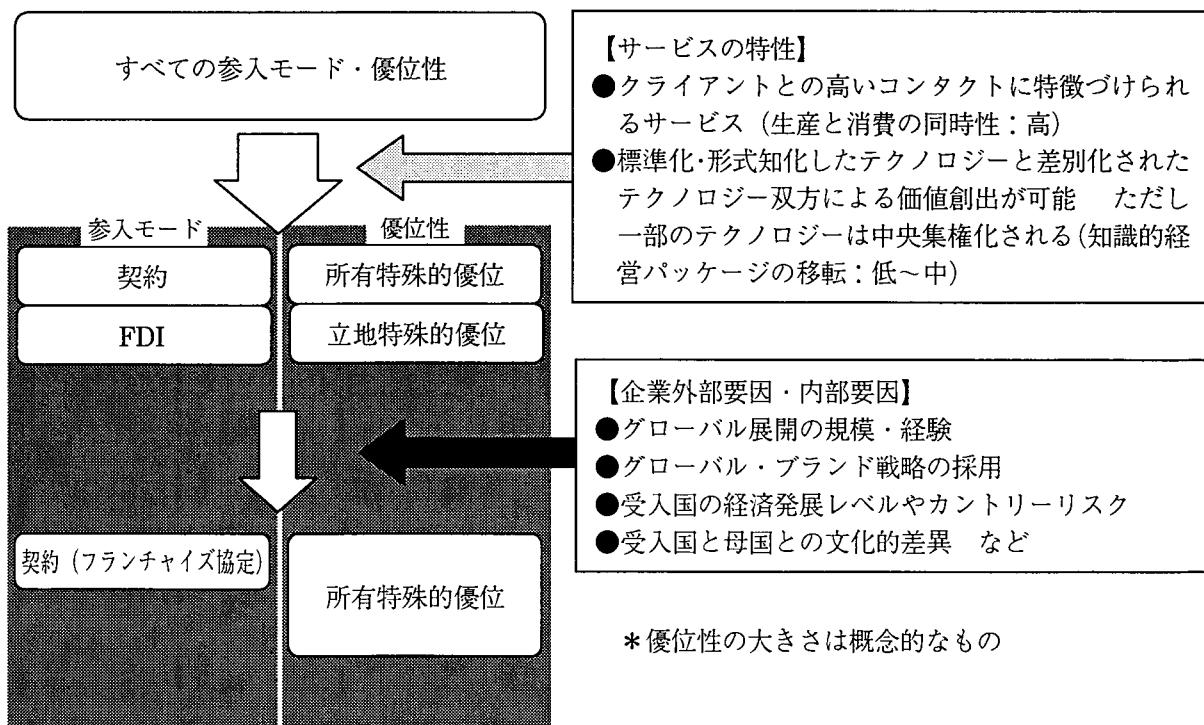 すべての参入モード・優位性
【サービスの特性】
●クライアントとの高いコンタクトに特徴づけられ
るサービス（生産と消費の同時性：高）
●標準化・形式知化したテクノロジーと差別化された
テクノロジー双方による価値創出が可能　ただし
一部のテクノロジーは中央集権化される（知識的経
営パッケージの移転：低～中）
参入モード
優位性
契約
所有特殊的優位
FDI
立地特殊的優位
【企業外部要因・内部要因】
●グローバル展開の規模・経験
●グローバル・ブランド戦略の採用
●受入国の経済発展レベルやカントリーリスク
●受入国と母国との文化的差異　など
契約（フランチャイズ協定）
所有特殊的優位
＊優位性の大きさは概念的なもの